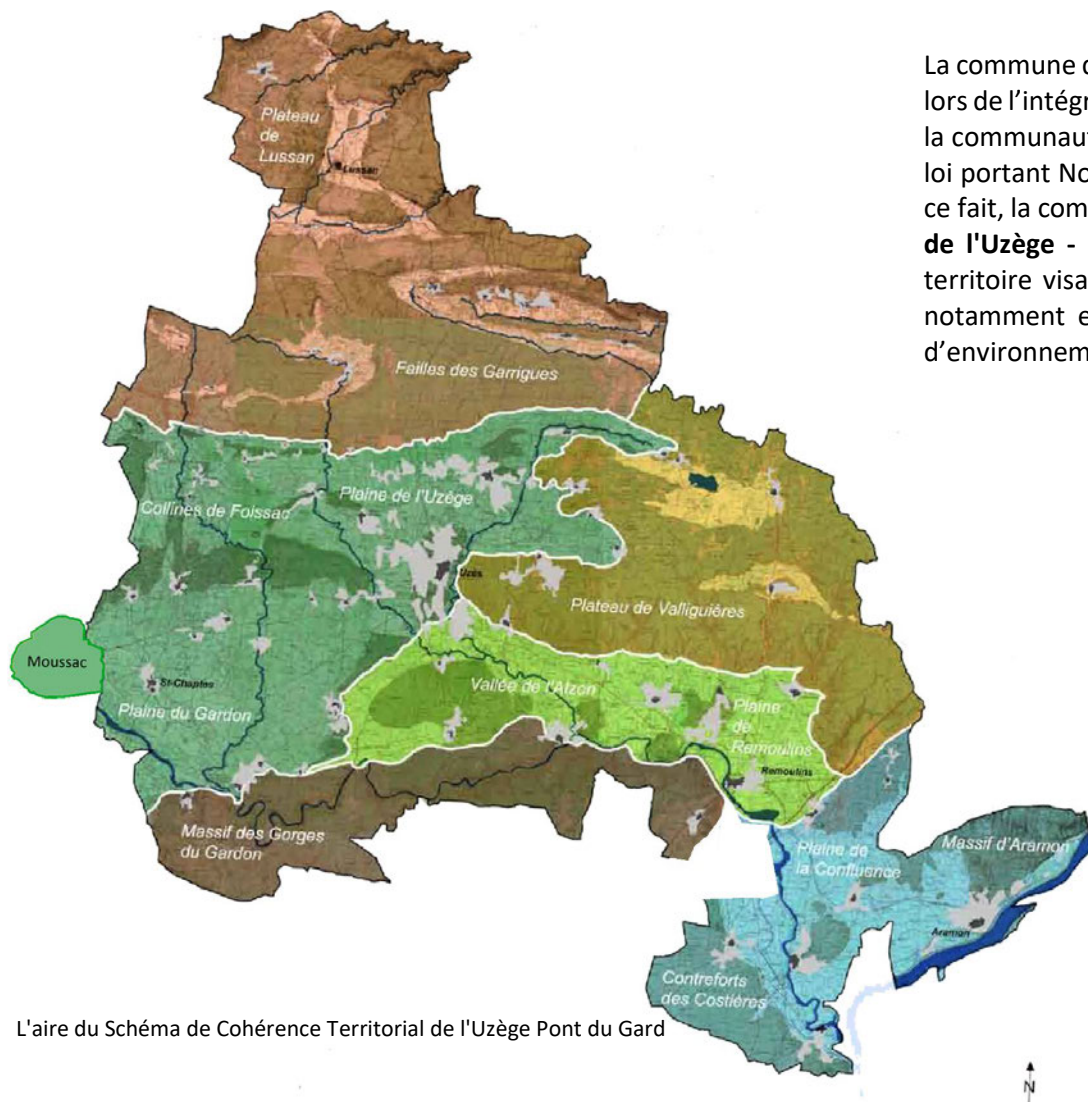 La commune
lors de l'intégr
la communaut
loi portant No
ce fait, la com
de l'Uzège -
territoire visa
notamment e
d'environnem
Plateau
de
Lussan
Lussan
Failles des Garrigues
Collines de Foissac
Plaine de l'Uzège
Uzès
Plateau de Valliguières
Moussac
St-Chaptes
Plaine du Gardon
Vallée de l'Alzon
Plaine
de
Remoulins
Remoulins
Massif des Gorges
du Gardon
Plaine de
la Confluence
Massif d'Aramon
Aramon
Contreforts
des Costières
L'aire du Schéma de Cohérence Territorial de l'Uzège Pont du Gard
N